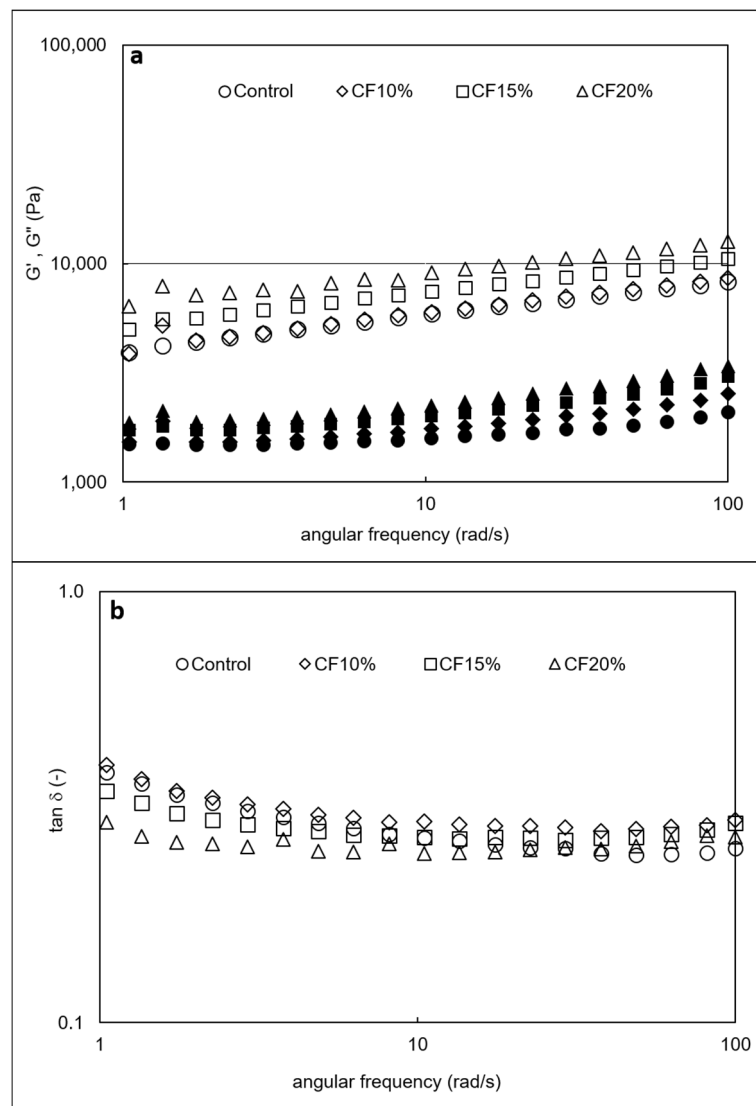 100,000
a
Control CF10% CF15% CF20%
G' , G" (Pa)
10,000
1,000
1 10 100
angular frequency (rad/s)
1.0
b
Control CF10% CF15% CF20%
tan δ (-)
0.1
1 10 100
angular frequency (rad/s)